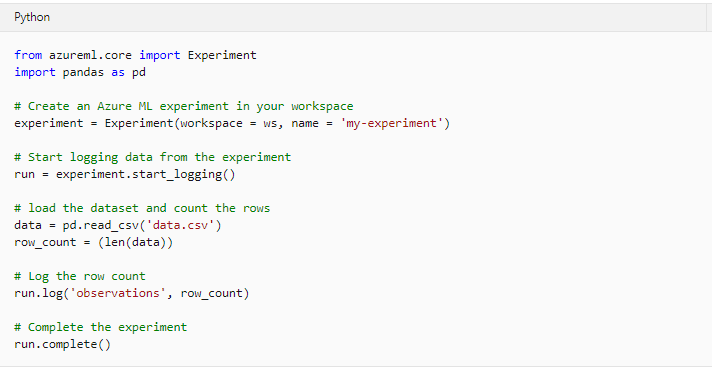 Python
from azureml.core import Experiment
import pandas as pd
# Create an Azure ML experiment in your workspace
experiment = Experiment(workspace = ws, name = 'my-experiment')
# Start logging data from the experiment
run = experiment.start_logging()
# load the dataset and count the rows
data = pd.read_csv('data.csv')
row_count = (len(data))
# Log the row count
run.log('observations', row_count)
# Complete the experiment
run.complete()